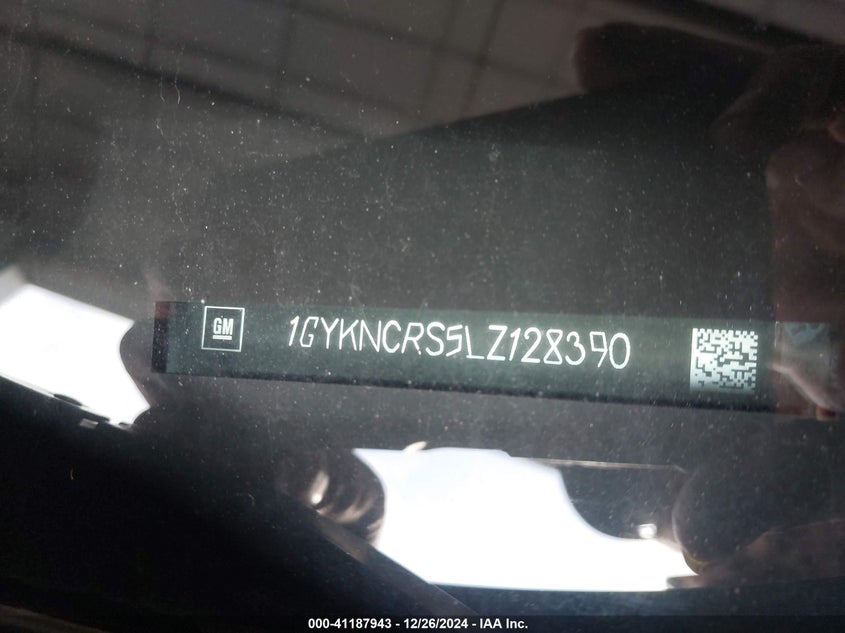 GM
1GYKNCRS5LZ128390
000-41187943 - 12/26/2024 - IAA Inc.